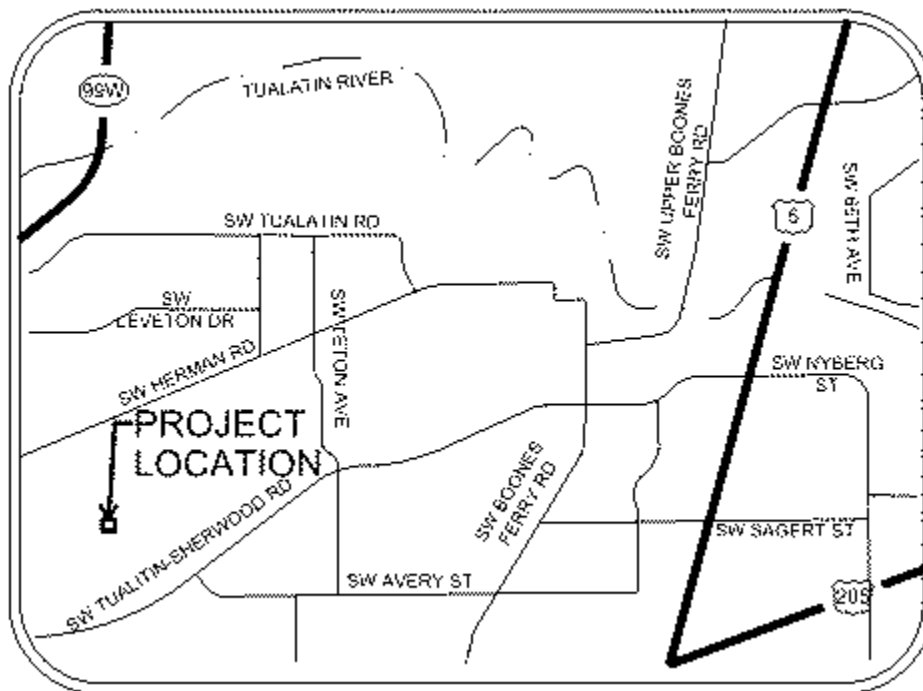 99W
TUALATIN RIVER
SW UPPER BOONES
FERRY RD
5
SW 65TH AVE
SW TUALATIN RD
SW
LEVETON DR
SW TETON AVE
SW HERMAN RD
SW NYBERG
ST
PROJECT
LOCATION
SW BOONES
FERRY RD
SW TUALITIN-SHERWOOD RD
SW SAGERT ST
SW AVERY ST
205